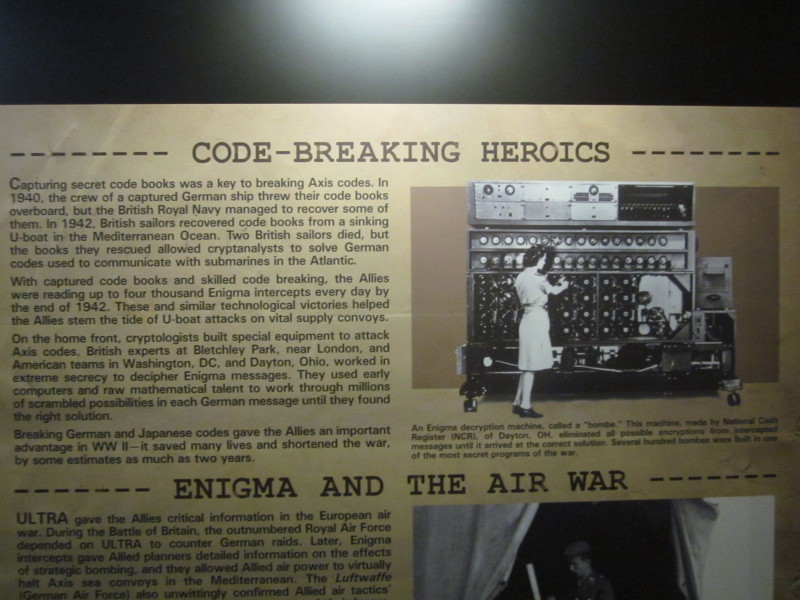 CODE-BREAKING HEROICS
Capturing secret code books was a key to breaking Axis codes. In
1940, the crew of a captured German ship threw their code books
overboard, but the British Royal Navy managed to recover some of
them. In 1942, British sailors recovered code books from a sinking
U-boat in the Mediterranean Ocean. Two British sailors died, but
the books they rescued allowed cryptanalysts to solve German
codes used to communicate with submarines in the Atlantic.
With captured code books and skilled code breaking, the Allies
were reading up to four thousand Enigma intercepts every day by
the end of 1942. These and similar technological victories helped
the Allies stem the tide of U-boat attacks on vital supply convoys.
On the home front, cryptologists built special equipment to attack
Axis codes. British experts at Bletchley Park, near London, and
American teams in Washington, DC, and Dayton, Ohio, worked in
extreme secrecy to decipher Enigma messages. They used early
computers and raw mathematical talent to work through millions
of scrambled possibilities in each German message until they found
the right solution.
Breaking German and Japanese codes gave the Allies an important
advantage in WW II—it saved many lives and shortened the war,
by some estimates as much as two years.
An Enigma decryption machine, called a "bombe." This machine, made by National Cash
Register (NCR), of Dayton, OH, eliminated all possible encryptions from intercepted
messages until it arrived at the correct solution. Several hundred bombes were built in one
of the most secret programs of the war.
ENIGMA AND THE AIR WAR
ULTRA gave the Allies critical information in the European air
war. During the Battle of Britain, the outnumbered Royal Air Force
depended on ULTRA to counter German raids. Later, Enigma
intercepts gave Allied planners detailed information on the effects
of strategic bombing, and they allowed Allied air power to virtually
halt Axis sea convoys in the Mediterranean. The Luftwaffe
(German Air Force) also unwittingly confirmed Allied air tactics'